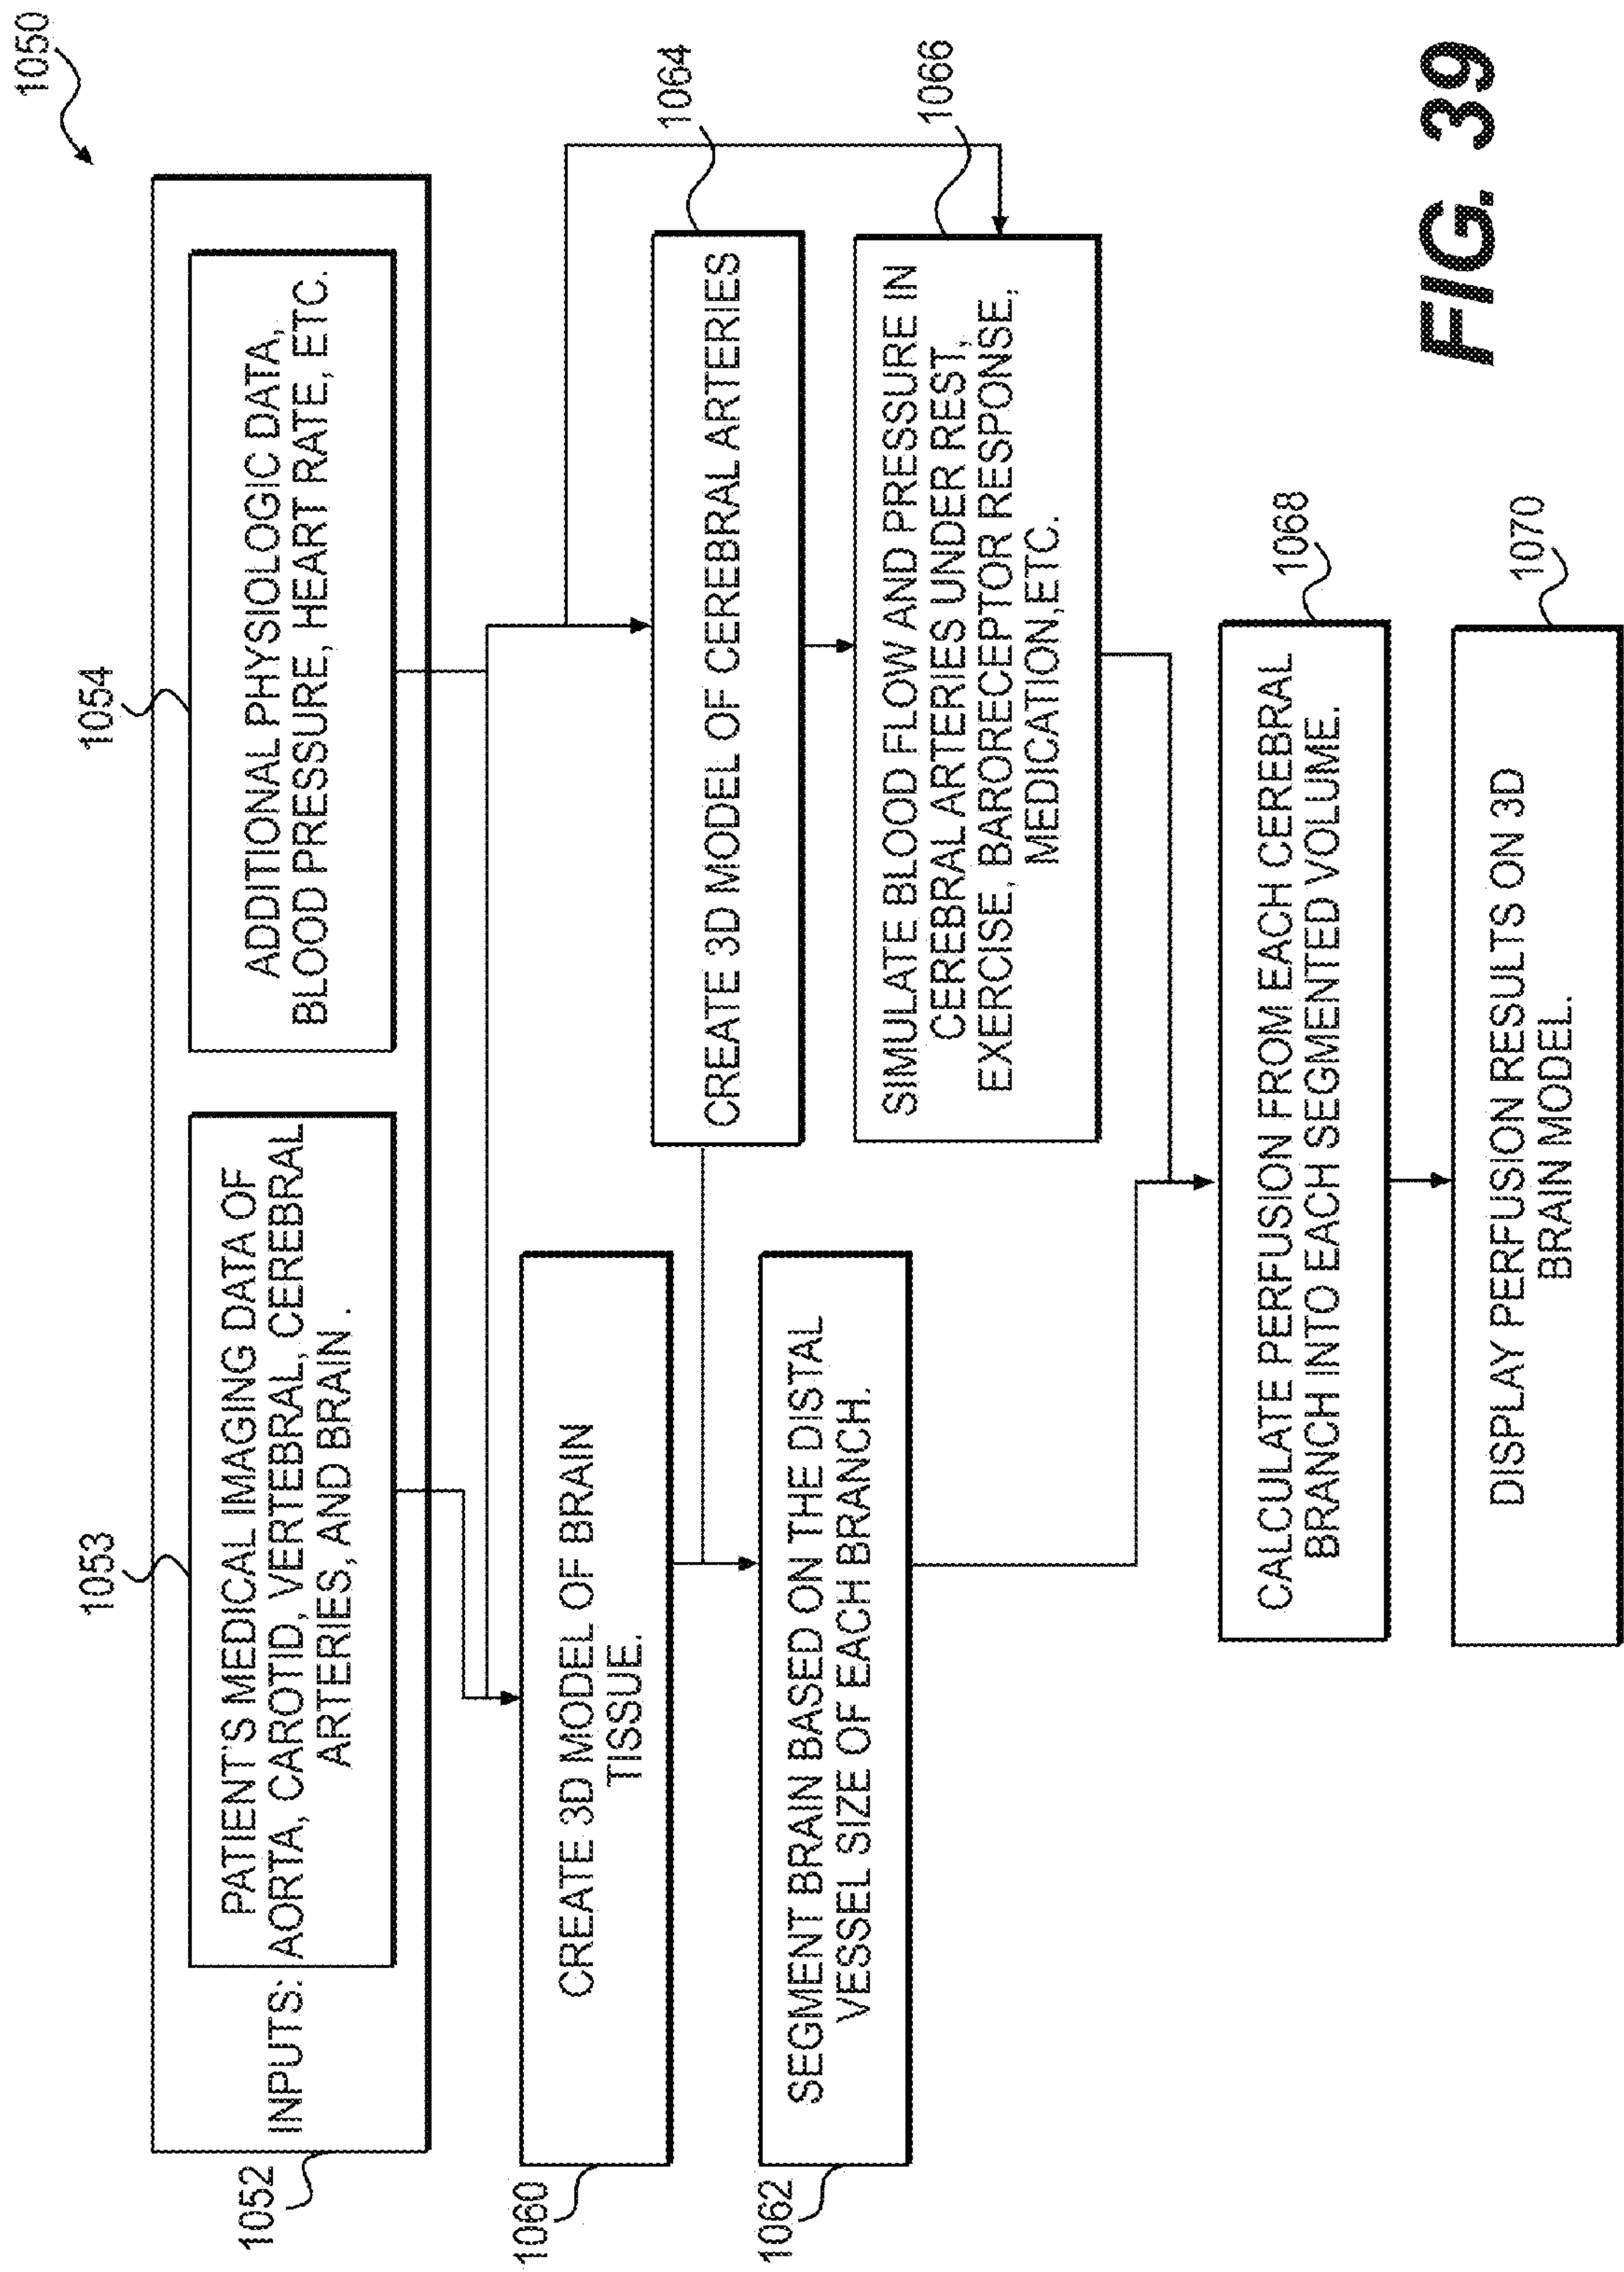 1050
1052
INPUTS:
1053
PATIENT'S MEDICAL IMAGING DATA OF
AORTA, CAROTID, VERTEBRAL, CEREBRAL
ARTERIES, AND BRAIN.
1054
ADDITIONAL PHYSIOLOGIC DATA,
BLOOD PRESSURE, HEART RATE, ETC.
1060
CREATE 3D MODEL OF BRAIN
TISSUE.
1064
CREATE 3D MODEL OF CEREBRAL ARTERIES
1062
SEGMENT BRAIN BASED ON THE DISTAL
VESSEL SIZE OF EACH BRANCH.
1066
SIMULATE BLOOD FLOW AND PRESSURE IN
CEREBRAL ARTERIES UNDER REST,
EXERCISE, BARORECEPTOR RESPONSE,
MEDICATION,ETC.
1068
CALCULATE PERFUSION FROM EACH CEREBRAL
BRANCH INTO EACH SEGMENTED VOLUME.
1070
DISPLAY PERFUSION RESULTS ON 3D
BRAIN MODEL.
FIG. 39